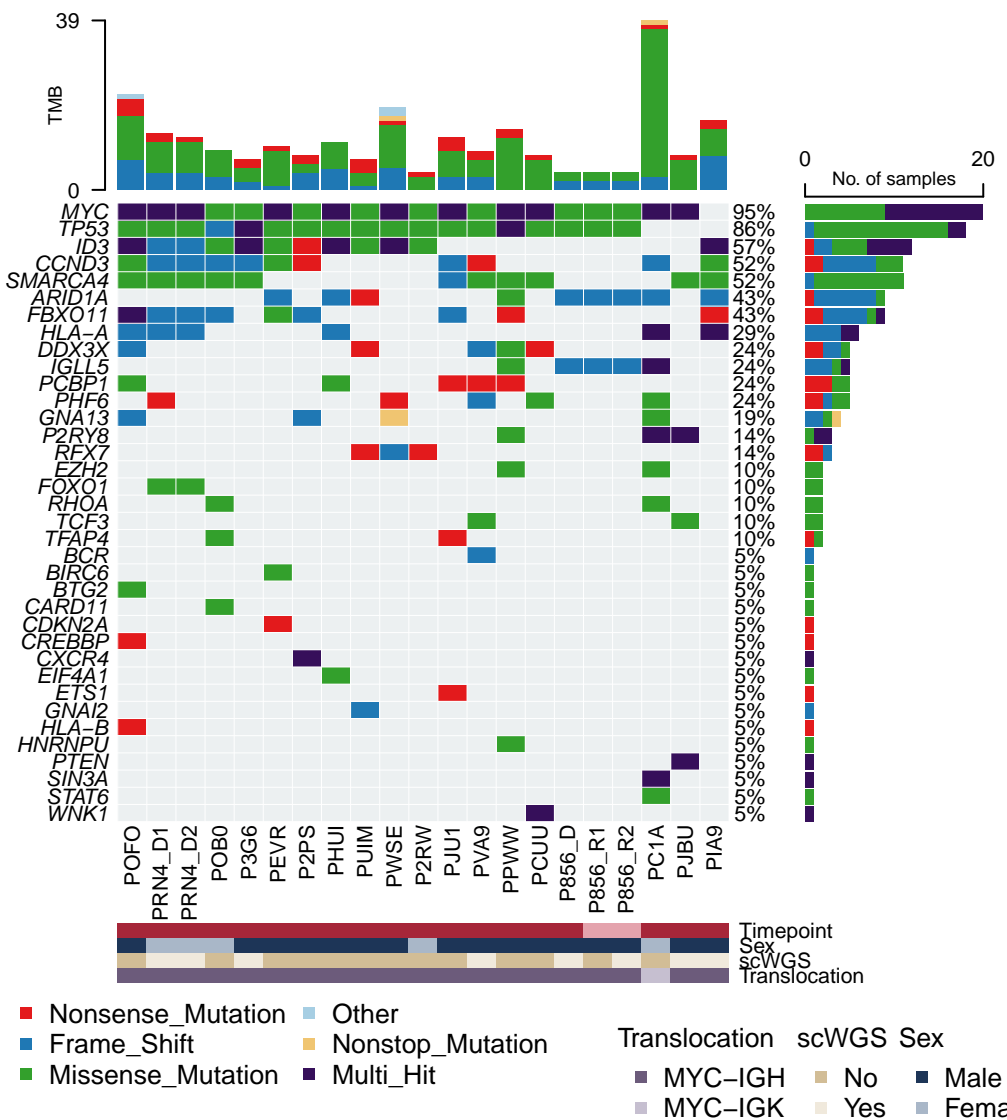 39
TMB
0
0 20
No. of samples
MYC 95%
TP53 86%
ID3 57%
CCND3 52%
SMARCA4 52%
ARID1A 43%
FBXO11 43%
HLA−A 29%
DDX3X 24%
IGLL5 24%
PCBP1 24%
PHF6 24%
GNA13 19%
P2RY8 14%
RFX7 14%
EZH2 10%
FOXO1 10%
RHOA 10%
TCF3 10%
TFAP4 10%
BCR 5%
BIRC6 5%
BTG2 5%
CARD11 5%
CDKN2A 5%
CREBBP 5%
CXCR4 5%
EIF4A1 5%
ETS1 5%
GNAI2 5%
HLA−B 5%
HNRNPU 5%
PTEN 5%
SIN3A 5%
STAT6 5%
WNK1 5%
POFO
PRN4_D1
PRN4_D2
POB0
P3G6
PEVR
P2PS
PHUI
PUIM
PWSE
P2RW
PJU1
PVA9
PPWW
PCUU
P856_D
P856_R1
P856_R2
PC1A
PJBU
PIA9
Timepoint
Sex
scWGS
Translocation
Nonsense_Mutation Other
Frame_Shift Nonstop_Mutation
Missense_Mutation Multi_Hit
Translocation scWGS Sex
MYC−IGH No Male
MYC−IGK Yes Fema